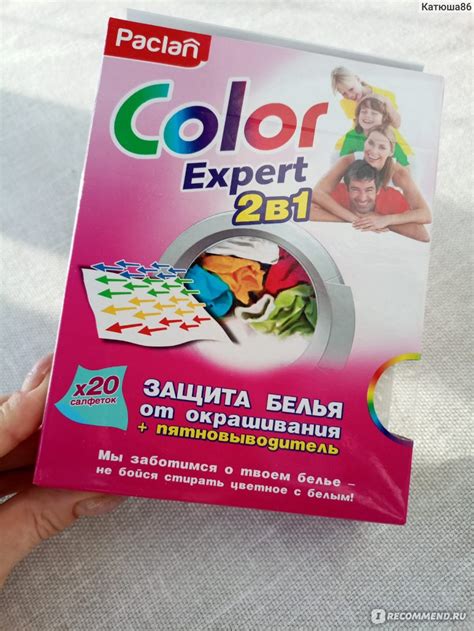 Катюша86
Paclan
Color
Expert
2в1
x20
салфеток
ЗАЩИТА БЕЛЬЯ
от окрашивания
+ пятновыводитель
Мы заботимся о твоем белье –
не бойся стирать цветное с белым!
RECOMMEND.RU